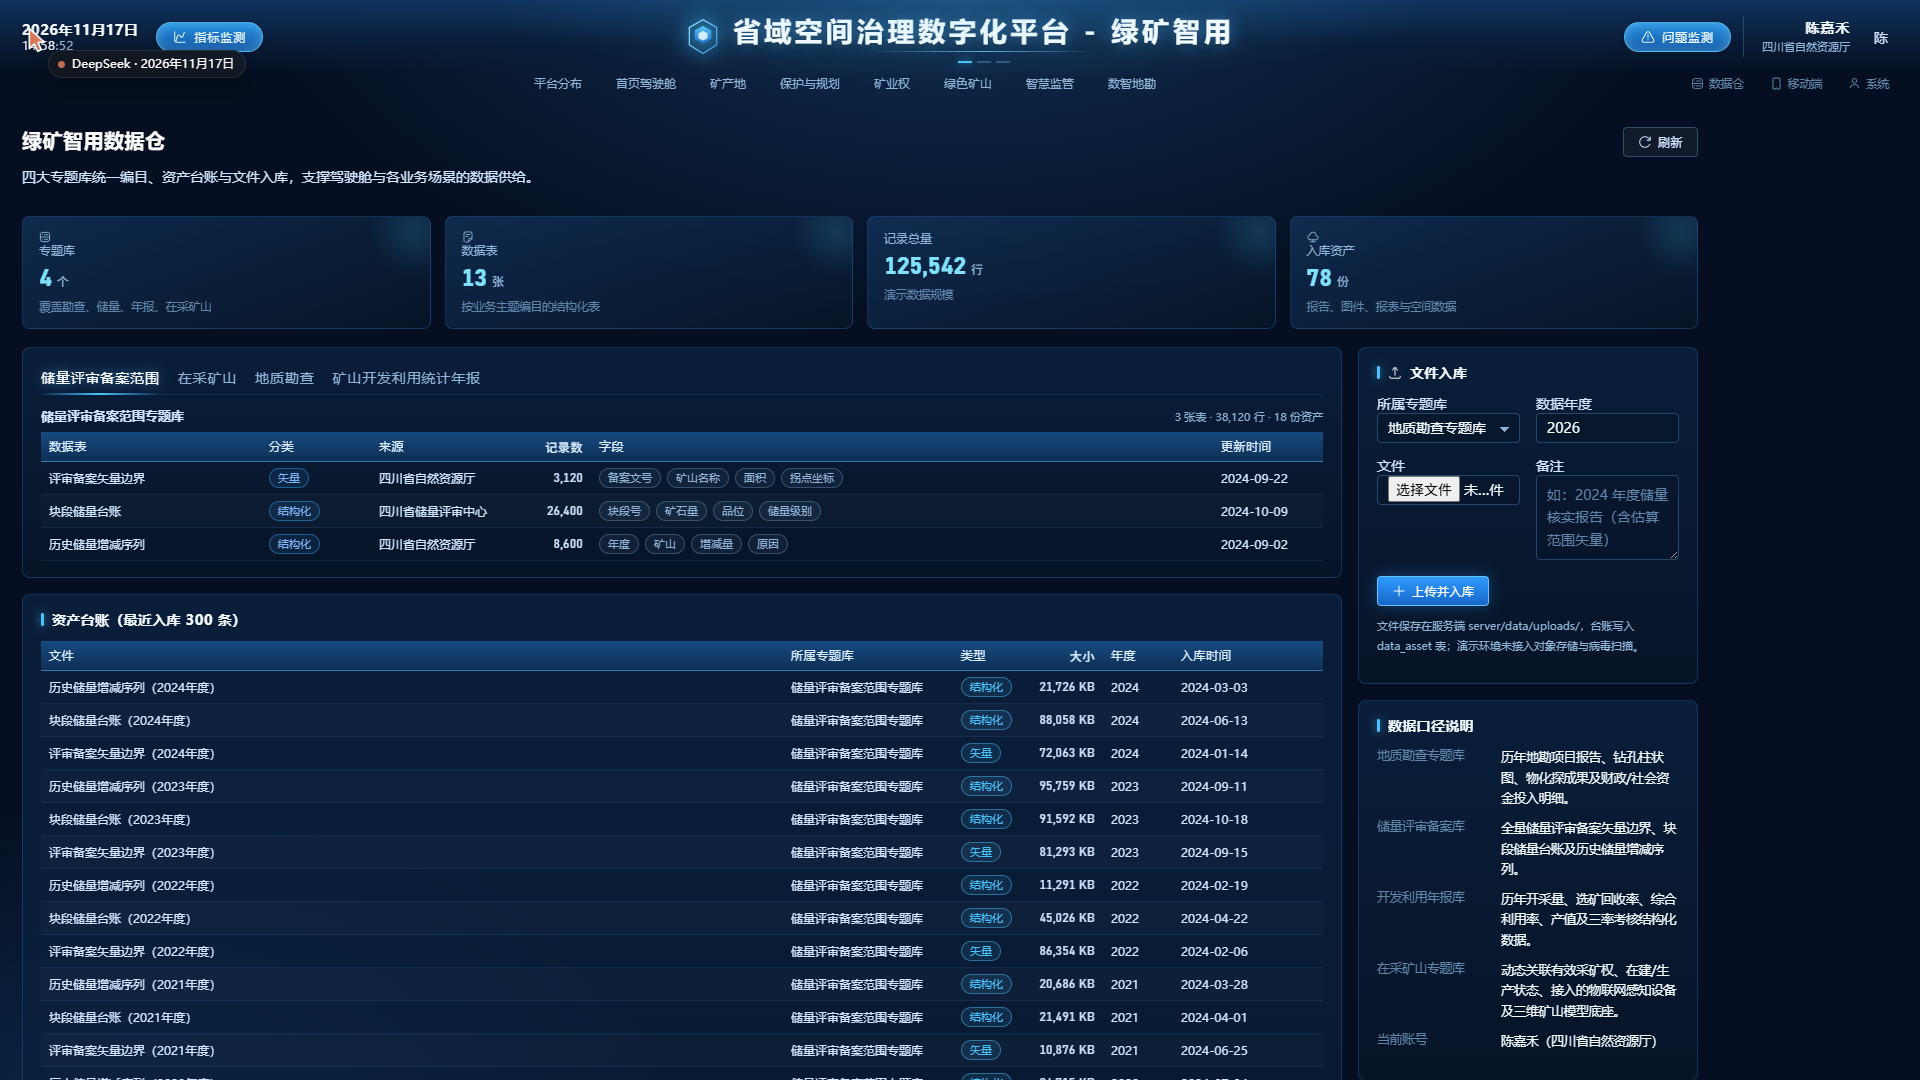 2026年11月17日
:58:52
DeepSeek · 2026年11月17日
指标监测
省域空间治理数字化平台 - 绿矿智用
问题监测
陈嘉禾
四川省自然资源厅
陈
平台分布
首页驾驶舱
矿产地
保护与规划
矿业权
绿色矿山
智慧监管
数智地勘
数据仓
移动端
系统
绿矿智用数据仓
四大专题库统一编目、资产台账与文件入库，支撑驾驶舱与各业务场景的数据供给。
刷新
专题库
4 个
覆盖勘查、储量、年报、在采矿山
数据表
13 张
按业务主题编目的结构化表
记录总量
125,542 行
演示数据规模
入库资产
78 份
报告、图件、报表与空间数据
储量评审备案范围 在采矿山 地质勘查 矿山开发利用统计年报
储量评审备案范围专题库
3 张表 · 38,120 行 · 18 份资产
数据表 分类 来源 记录数 字段 更新时间
评审备案矢量边界 矢量 四川省自然资源厅 3,120 备案文号 矿山名称 面积 拐点坐标 2024-09-22
块段储量台账 结构化 四川省储量评审中心 26,400 块段号 矿石量 品位 储量级别 2024-10-09
历史储量增减序列 结构化 四川省自然资源厅 8,600 年度 矿山 增减量 原因 2024-09-02
资产台账（最近入库 300 条）
文件 所属专题库 类型 大小 年度 入库时间
历史储量增减序列（2024年度） 储量评审备案范围专题库 结构化 21,726 KB 2024 2024-03-03
块段储量台账（2024年度） 储量评审备案范围专题库 结构化 88,058 KB 2024 2024-06-13
评审备案矢量边界（2024年度） 储量评审备案范围专题库 矢量 72,063 KB 2024 2024-01-14
历史储量增减序列（2023年度） 储量评审备案范围专题库 结构化 95,759 KB 2023 2024-09-11
块段储量台账（2023年度） 储量评审备案范围专题库 结构化 91,592 KB 2023 2024-10-18
评审备案矢量边界（2023年度） 储量评审备案范围专题库 矢量 81,293 KB 2023 2024-09-15
历史储量增减序列（2022年度） 储量评审备案范围专题库 结构化 11,291 KB 2022 2024-02-19
块段储量台账（2022年度） 储量评审备案范围专题库 结构化 45,026 KB 2022 2024-04-22
评审备案矢量边界（2022年度） 储量评审备案范围专题库 矢量 86,354 KB 2022 2024-02-06
历史储量增减序列（2021年度） 储量评审备案范围专题库 结构化 20,686 KB 2021 2024-03-28
块段储量台账（2021年度） 储量评审备案范围专题库 结构化 21,491 KB 2021 2024-04-01
评审备案矢量边界（2021年度） 储量评审备案范围专题库 矢量 10,876 KB 2021 2024-06-25
文件入库
所属专题库 数据年度
地质勘查专题库 2026
文件 备注
选择文件 未...件
如：2024 年度储量
核实报告（含估算
范围矢量）
上传并入库
文件保存在服务端 server/data/uploads/，台账写入
data_asset 表；演示环境未接入对象存储与病毒扫描。
数据口径说明
地质勘查专题库 历年地勘项目报告、钻孔柱状
图、物化探成果及财政/社会资
金投入明细。
储量评审备案库 全量储量评审备案矢量边界、块
段储量台账及历史储量增减序
列。
开发利用年报库 历年开采量、选矿回收率、综合
利用率、产值及三率考核结构化
数据。
在采矿山专题库 动态关联有效采矿权、在建/生
产状态、接入的物联网感知设备
及三维矿山模型底座。
当前账号 陈嘉禾（四川省自然资源厅）